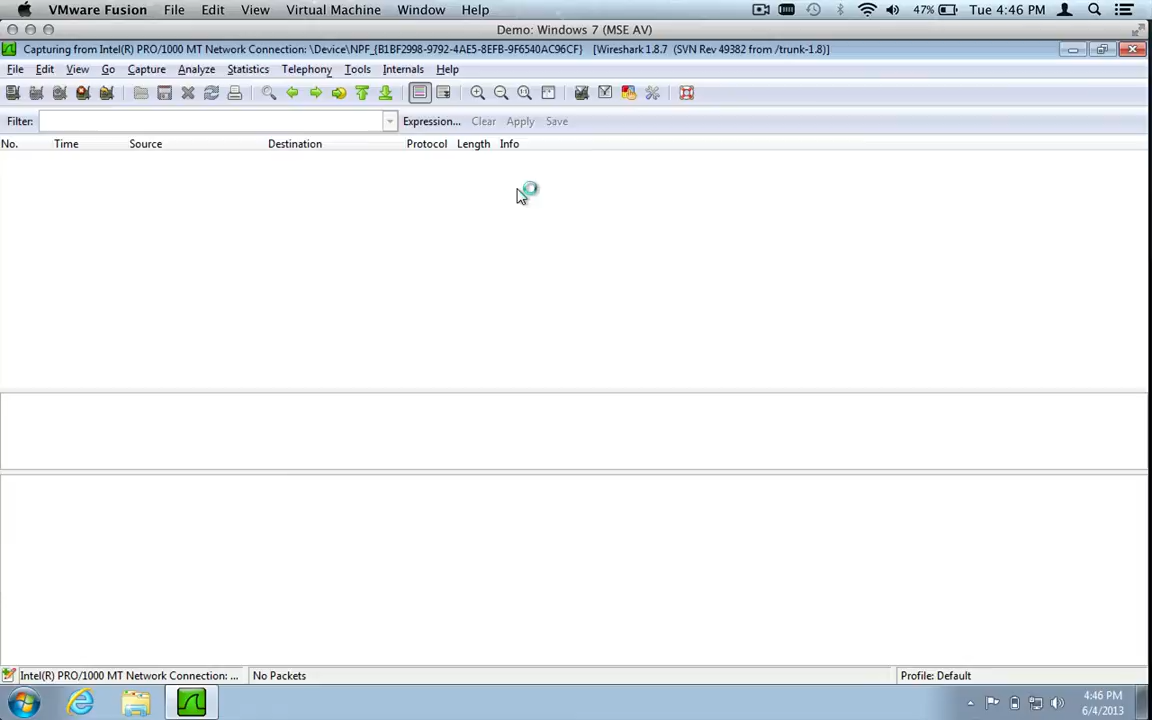 VMware Fusion File Edit View Virtual Machine Window Help 47% Tue 4:46 PM
Demo: Windows 7 (MSE AV)
Capturing from Intel(R) PRO/1000 MT Network Connection: \Device\NPF_{B1BF2998-9792-4AE5-8EFB-9F6540AC96CF} [Wireshark 1.8.7 (SVN Rev 49382 from /trunk-1.8)]
File Edit View Go Capture Analyze Statistics Telephony Tools Internals Help
Filter: Expression... Clear Apply Save
No. Time Source Destination Protocol Length Info
Intel(R) PRO/1000 MT Network Connection: ... No Packets Profile: Default
4:46 PM
6/4/2013